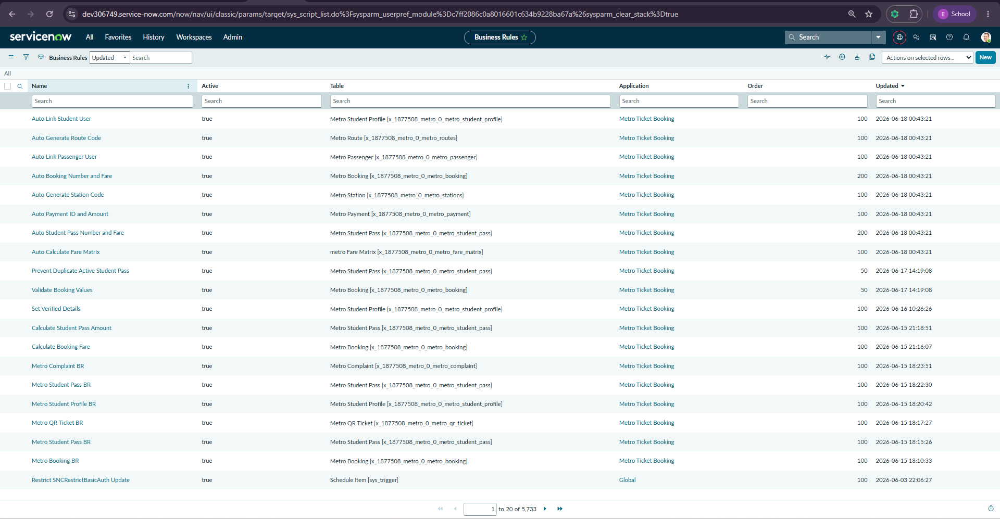 dev306749.service-now.com/now/nav/ui/classic/params/target/sys_script_list.do%3Fsysparm_userpref_module%3Dc7ff2086c0a8016601c634b9228ba67a%26sysparm_clear_stack%3Dtrue E School
servicenow All Favorites History Workspaces Admin Business Rules Search
Business Rules Updated Search Actions on selected rows... New
All
Name Active Table Application Order Updated
Search Search Search Search Search Search
Auto Link Student User true Metro Student Profile [x_1877508_metro_0_metro_student_profile] Metro Ticket Booking 100 2026-06-18 00:43:21
Auto Generate Route Code true Metro Route [x_1877508_metro_0_metro_routes] Metro Ticket Booking 100 2026-06-18 00:43:21
Auto Link Passenger User true Metro Passenger [x_1877508_metro_0_metro_passenger] Metro Ticket Booking 100 2026-06-18 00:43:21
Auto Booking Number and Fare true Metro Booking [x_1877508_metro_0_metro_booking] Metro Ticket Booking 200 2026-06-18 00:43:21
Auto Generate Station Code true Metro Station [x_1877508_metro_0_metro_stations] Metro Ticket Booking 100 2026-06-18 00:43:21
Auto Payment ID and Amount true Metro Payment [x_1877508_metro_0_metro_payment] Metro Ticket Booking 100 2026-06-18 00:43:21
Auto Student Pass Number and Fare true Metro Student Pass [x_1877508_metro_0_metro_student_pass] Metro Ticket Booking 200 2026-06-18 00:43:21
Auto Calculate Fare Matrix true metro Fare Matrix [x_1877508_metro_0_metro_fare_matrix] Metro Ticket Booking 100 2026-06-18 00:43:21
Prevent Duplicate Active Student Pass true Metro Student Pass [x_1877508_metro_0_metro_student_pass] Metro Ticket Booking 50 2026-06-17 14:19:08
Validate Booking Values true Metro Booking [x_1877508_metro_0_metro_booking] Metro Ticket Booking 50 2026-06-17 14:19:08
Set Verified Details true Metro Student Profile [x_1877508_metro_0_metro_student_profile] Metro Ticket Booking 100 2026-06-16 10:26:26
Calculate Student Pass Amount true Metro Student Pass [x_1877508_metro_0_metro_student_pass] Metro Ticket Booking 100 2026-06-15 21:18:51
Calculate Booking Fare true Metro Booking [x_1877508_metro_0_metro_booking] Metro Ticket Booking 100 2026-06-15 21:16:07
Metro Complaint BR true Metro Complaint [x_1877508_metro_0_metro_complaint] Metro Ticket Booking 100 2026-06-15 18:23:51
Metro Student Pass BR true Metro Student Pass [x_1877508_metro_0_metro_student_pass] Metro Ticket Booking 100 2026-06-15 18:22:30
Metro Student Profile BR true Metro Student Profile [x_1877508_metro_0_metro_student_profile] Metro Ticket Booking 100 2026-06-15 18:20:42
Metro QR Ticket BR true Metro QR Ticket [x_1877508_metro_0_metro_qr_ticket] Metro Ticket Booking 100 2026-06-15 18:17:27
Metro Student Pass BR true Metro Student Pass [x_1877508_metro_0_metro_student_pass] Metro Ticket Booking 100 2026-06-15 18:15:26
Metro Booking BR true Metro Booking [x_1877508_metro_0_metro_booking] Metro Ticket Booking 100 2026-06-15 18:10:33
Restrict SNCRestrictBasicAuth Update true Schedule Item [sys_trigger] Global 100 2026-06-03 22:06:27
1 to 20 of 5,733